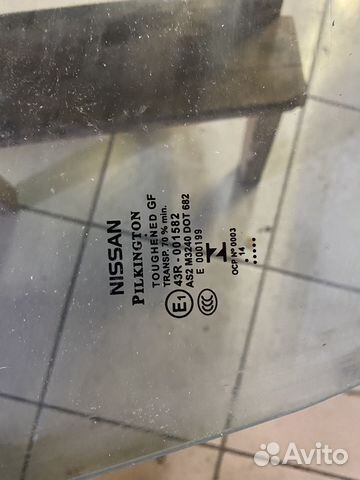 NISSAN
PILKINGTON
TOUGHENED GF
TRANSP. 70 % min.
E1 43R - 001582
AS2 M3240 DOT 682
E 000199
CCC
OCP Nº 0003
14
Avito